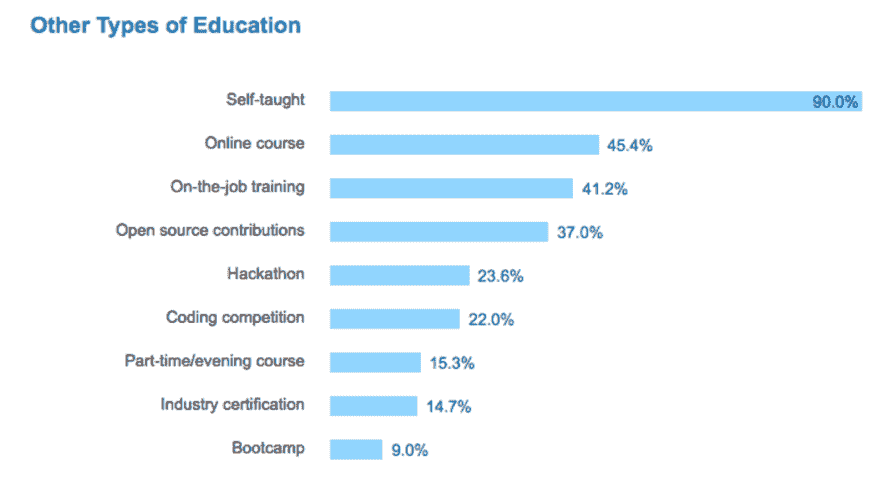 Other Types of Education
Self-taught 90.0%
Online course 45.4%
On-the-job training 41.2%
Open source contributions 37.0%
Hackathon 23.6%
Coding competition 22.0%
Part-time/evening course 15.3%
Industry certification 14.7%
Bootcamp 9.0%